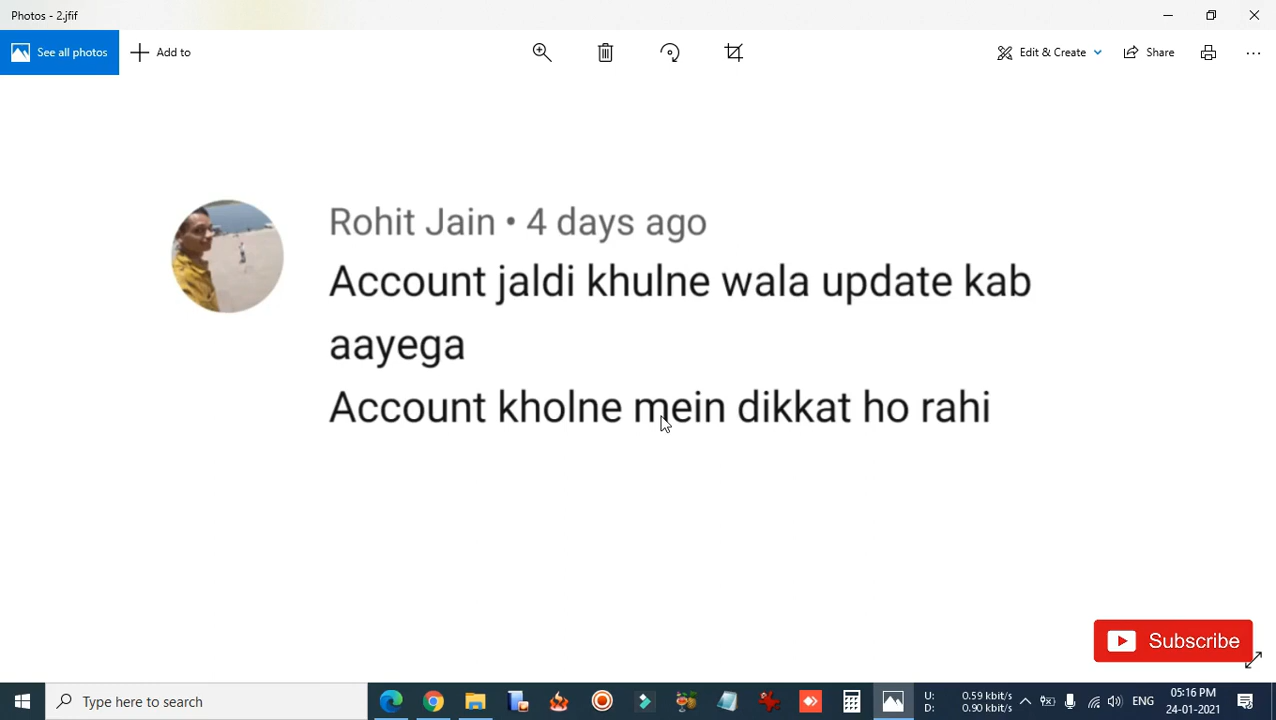 Photos - 2.jfif
See all photos
Add to
Edit & Create
Share
Rohit Jain • 4 days ago
Account jaldi khulne wala update kab
aayega
Account kholne mein dikkat ho rahi
Subscribe
Type here to search
U: 0.59 kbit/s
D: 0.90 kbit/s
ENG
05:16 PM
24-01-2021